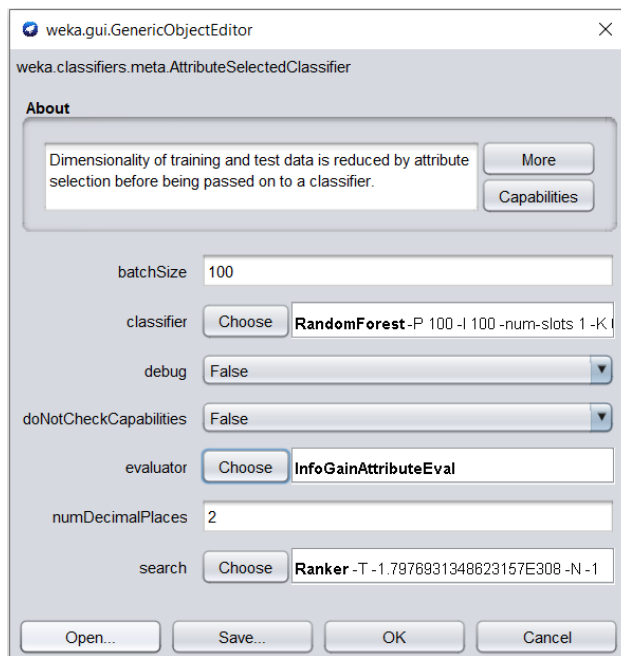 weka.gui.GenericObjectEditor
weka.classifiers.meta.AttributeSelectedClassifier
About
Dimensionality of training and test data is reduced by attribute
selection before being passed on to a classifier.
More
Capabilities
batchSize 100
classifier Choose RandomForest -P 100 -I 100 -num-slots 1 -K
debug False
doNotCheckCapabilities False
evaluator Choose InfoGainAttributeEval
numDecimalPlaces 2
search Choose Ranker -T -1.7976931348623157E308 -N -1
Open... Save... OK Cancel